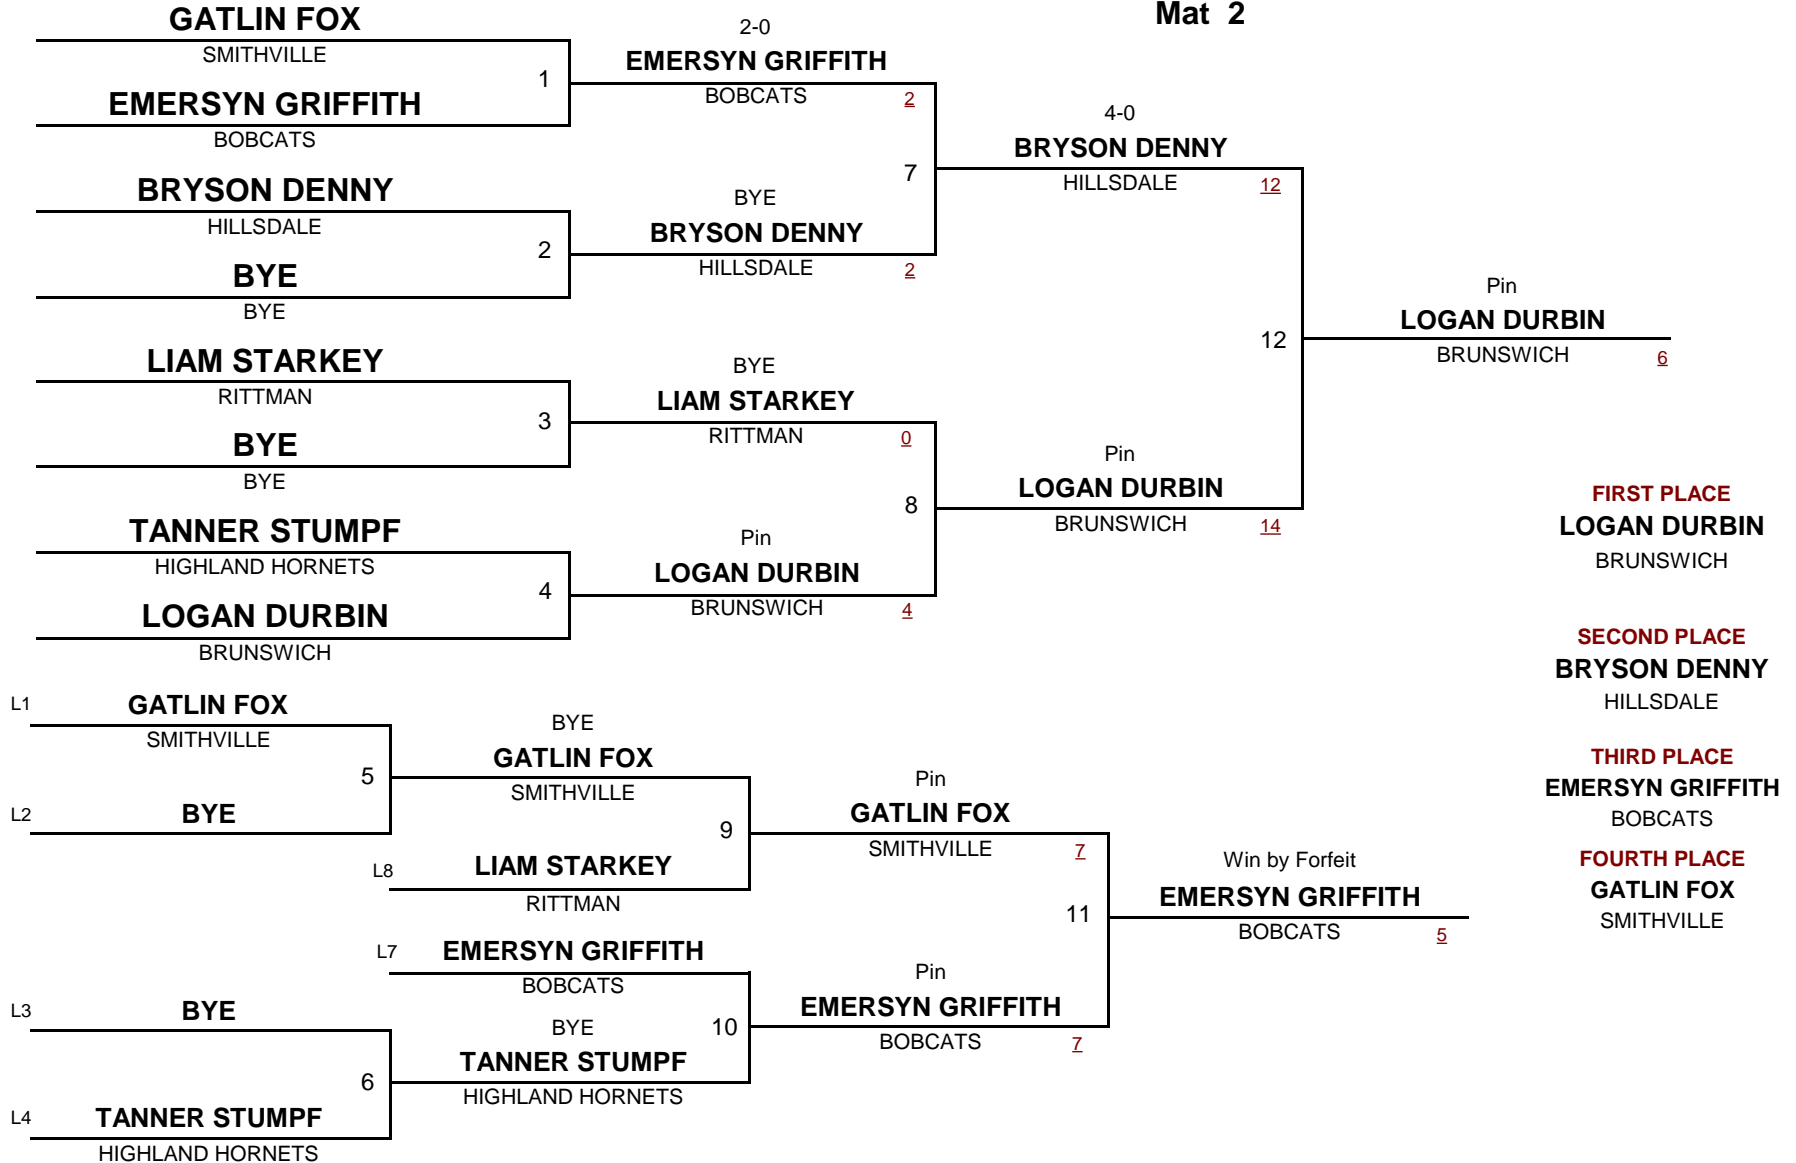 Mat 2
GATLIN FOX
SMITHVILLE
1
EMERSYN GRIFFITH
BOBCATS
BRYSON DENNY
HILLSDALE
2
BYE
BYE
LIAM STARKEY
RITTMAN
3
BYE
BYE
TANNER STUMPF
HIGHLAND HORNETS
4
LOGAN DURBIN
BRUNSWICH
2-0
EMERSYN GRIFFITH
BOBCATS 2
7
BYE
BRYSON DENNY
HILLSDALE 2
BYE
LIAM STARKEY
RITTMAN 0
8
Pin
LOGAN DURBIN
BRUNSWICH 4
4-0
BRYSON DENNY
HILLSDALE 12
12
Pin
LOGAN DURBIN
BRUNSWICH 14
Pin
LOGAN DURBIN
BRUNSWICH 6
FIRST PLACE
LOGAN DURBIN
BRUNSWICH
SECOND PLACE
BRYSON DENNY
HILLSDALE
THIRD PLACE
EMERSYN GRIFFITH
BOBCATS
FOURTH PLACE
GATLIN FOX
SMITHVILLE
L1 GATLIN FOX
SMITHVILLE
5
L2 BYE
L3 BYE
6
L4 TANNER STUMPF
HIGHLAND HORNETS
BYE
GATLIN FOX
SMITHVILLE
9
L8 LIAM STARKEY
RITTMAN
L7 EMERSYN GRIFFITH
BOBCATS
BYE 10
TANNER STUMPF
HIGHLAND HORNETS
Pin
GATLIN FOX
SMITHVILLE 7
11
Pin
EMERSYN GRIFFITH
BOBCATS 7
Win by Forfeit
EMERSYN GRIFFITH
BOBCATS 5